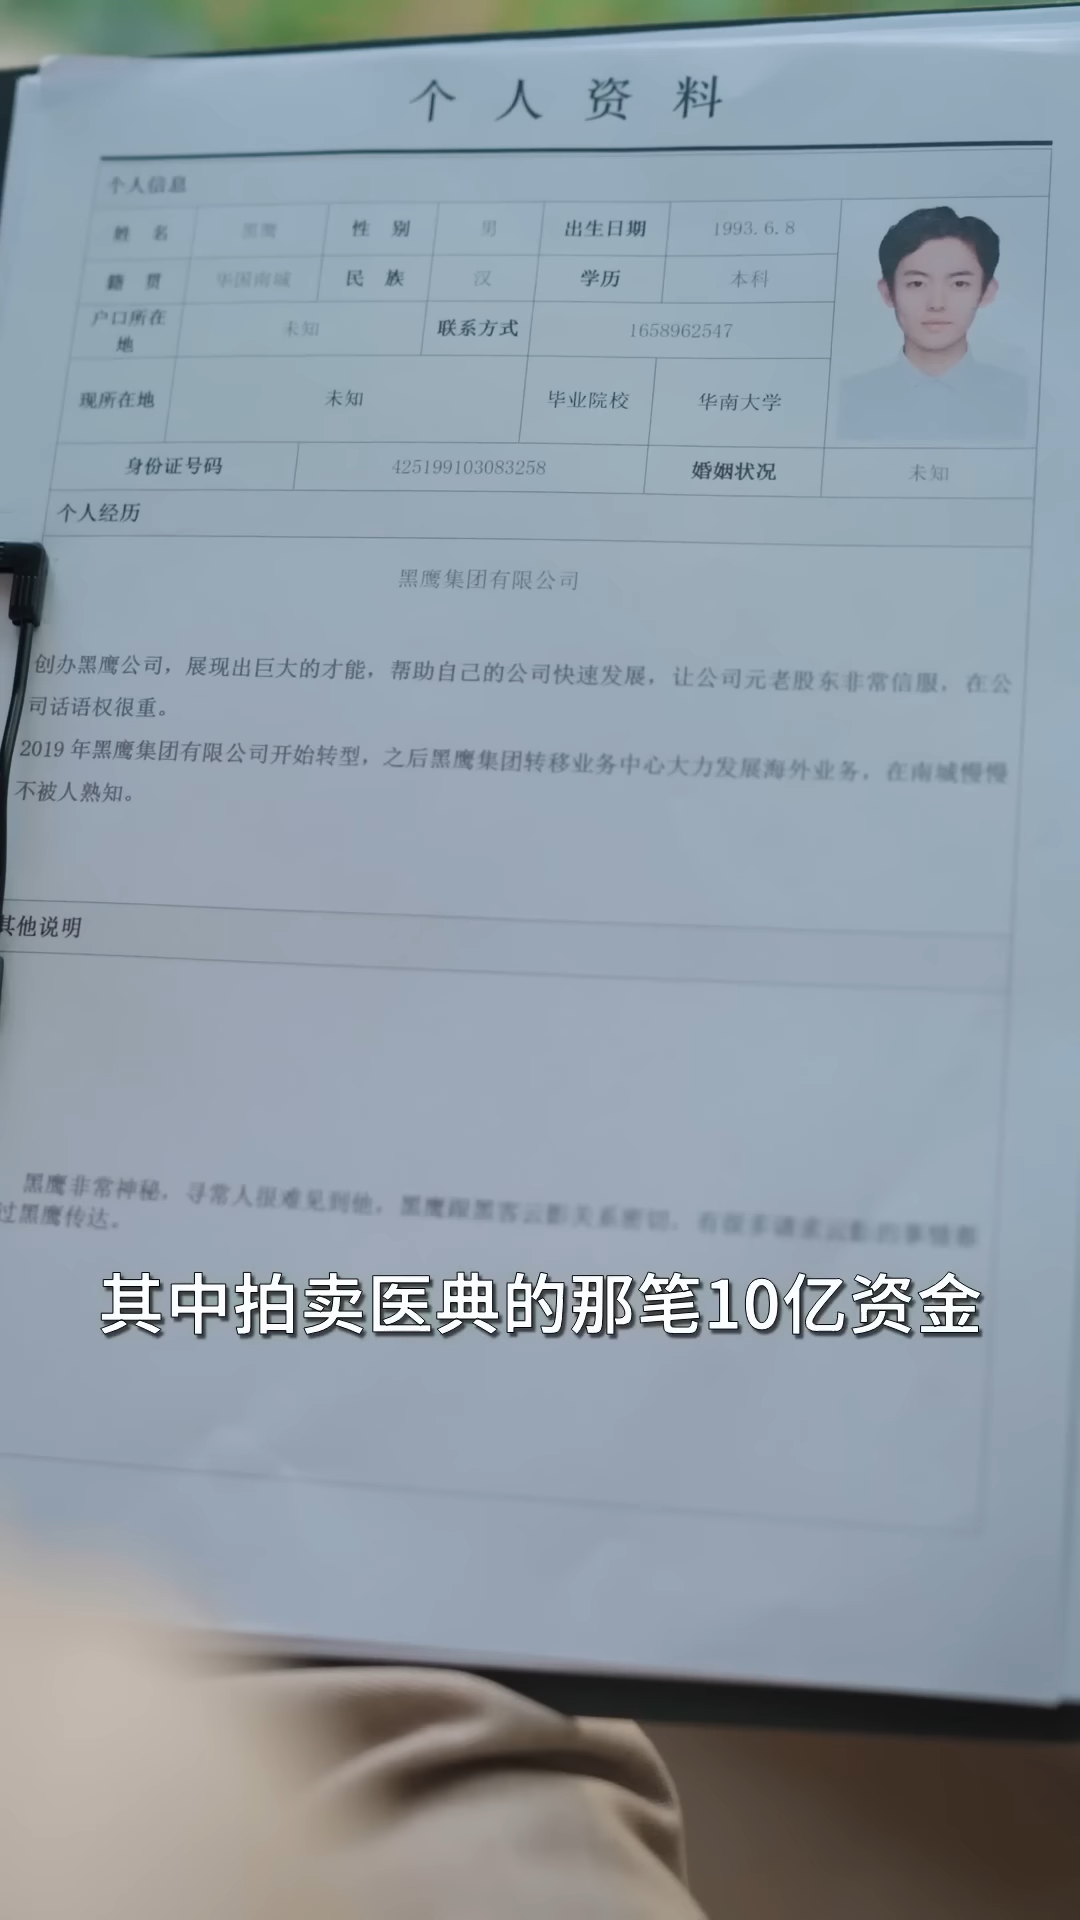 个人资料
个人信息
姓 名 黑鹰 性 别 男 出生日期 1993.6.8
籍 贯 华国南城 民 族 汉 学历 本科
户口所在地 未知 联系方式 1658962547
现所在地 未知 毕业院校 华南大学
身份证号码 425199103083258 婚姻状况 未知
个人经历
黑鹰集团有限公司
创办黑鹰公司，展现出巨大的才能，帮助自己的公司快速发展，让公司元老股东非常信服，在公
司话语权很重。
2019 年黑鹰集团有限公司开始转型，之后黑鹰集团转移业务中心大力发展海外业务，在南城慢慢
不被人熟知。
其他说明
黑鹰非常神秘，寻常人很难见到他，黑鹰跟黑客云影关系密切，有很多请求云影的事情都
过黑鹰传达。
其中拍卖医典的那笔10亿资金